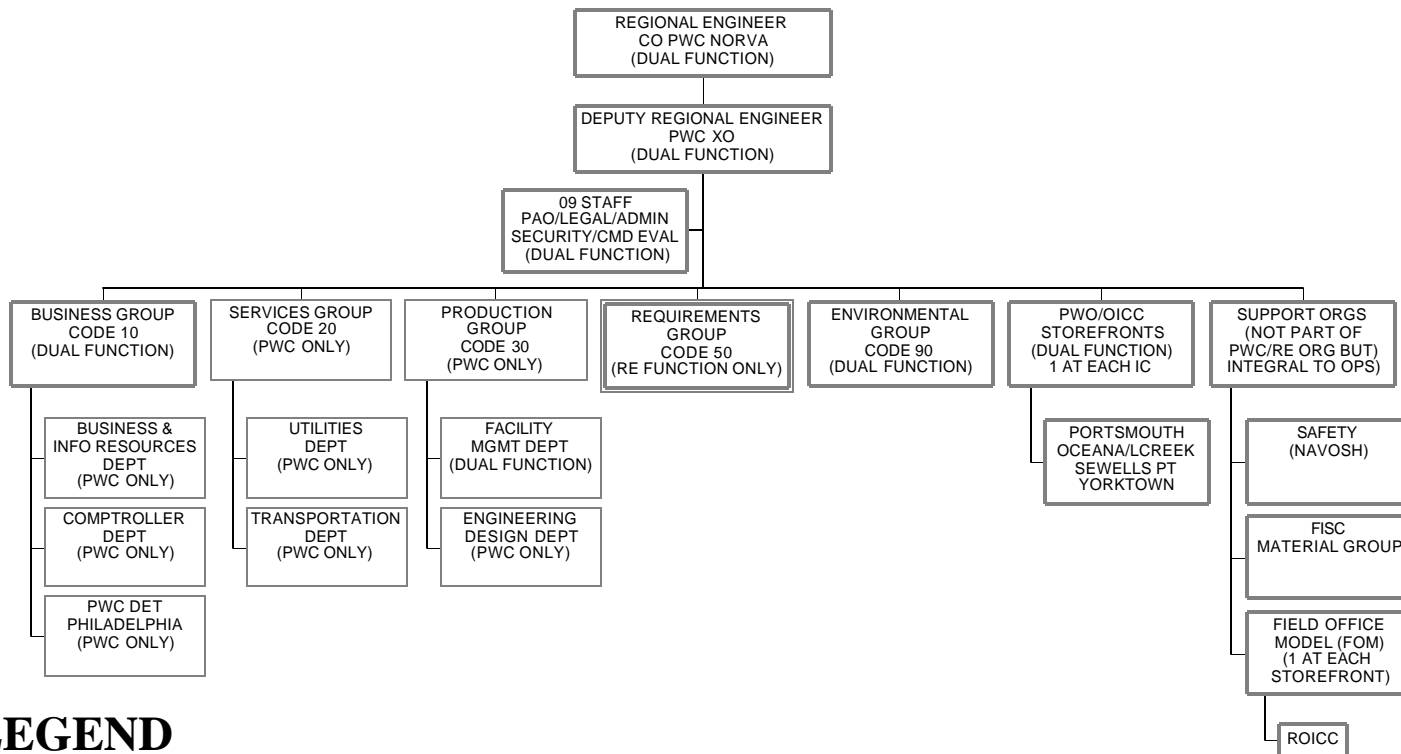 REGIONAL ENGINEER
CO PWC NORVA
(DUAL FUNCTION)
DEPUTY REGIONAL ENGINEER
PWC XO
(DUAL FUNCTION)
09 STAFF
PAO/LEGAL/ADMIN
SECURITY/CMD EVAL
(DUAL FUNCTION)
BUSINESS GROUP
CODE 10
(DUAL FUNCTION)
BUSINESS &
INFO RESOURCES
DEPT
(PWC ONLY)
COMPTROLLER
DEPT
(PWC ONLY)
PWC DET
PHILADELPHIA
(PWC ONLY)
SERVICES GROUP
CODE 20
(PWC ONLY)
UTILITIES
DEPT
(PWC ONLY)
TRANSPORTATION
DEPT
(PWC ONLY)
PRODUCTION
GROUP
CODE 30
(PWC ONLY)
FACILITY
MGMT DEPT
(DUAL FUNCTION)
ENGINEERING
DESIGN DEPT
(PWC ONLY)
REQUIREMENTS
GROUP
CODE 50
(RE FUNCTION ONLY)
ENVIRONMENTAL
GROUP
CODE 90
(DUAL FUNCTION)
PWO/OICC
STOREFRONTS
(DUAL FUNCTION)
1 AT EACH IC
PORTSMOUTH
OCEANA/LCREEK
SEWELLS PT
YORKTOWN
SUPPORT ORGS
(NOT PART OF
PWC/RE ORG BUT)
INTEGRAL TO OPS)
SAFETY
(NAVOSH)
FISC
MATERIAL GROUP
FIELD OFFICE
MODEL (FOM)
(1 AT EACH
STOREFRONT)
ROICC
LEGEND